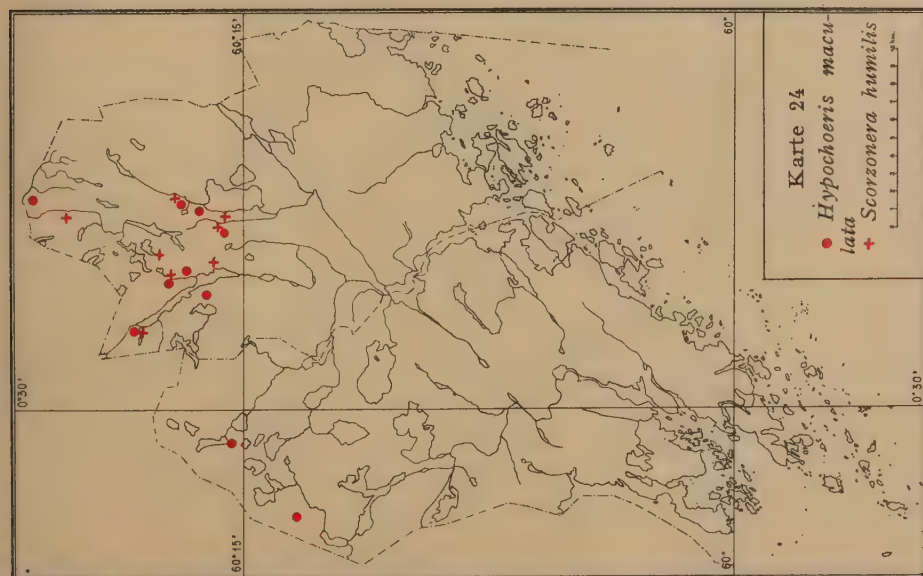 60°15'
60°
0°30'
0°30'
60°15'
60°
Karte 24
Hypochoeris macu-
lata
Scorzonera humilis